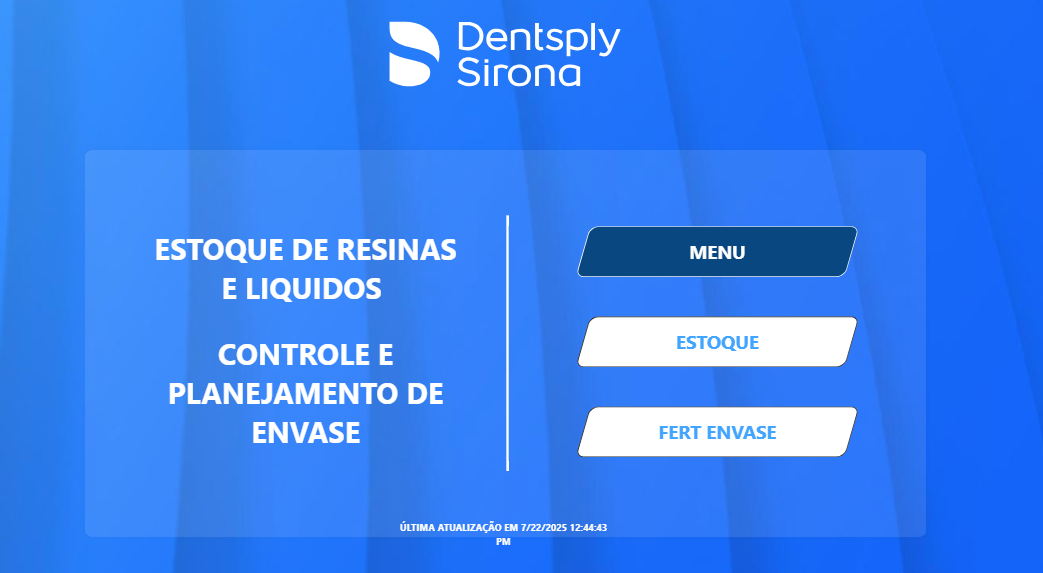 Dentsply
Sirona
ESTOQUE DE RESINAS
E LIQUIDOS
CONTROLE E
PLANEJAMENTO DE
ENVASE
MENU
ESTOQUE
FERT ENVASE
ÚLTIMA ATUALIZAÇÃO EM 7/22/2025 12:44:43
PM